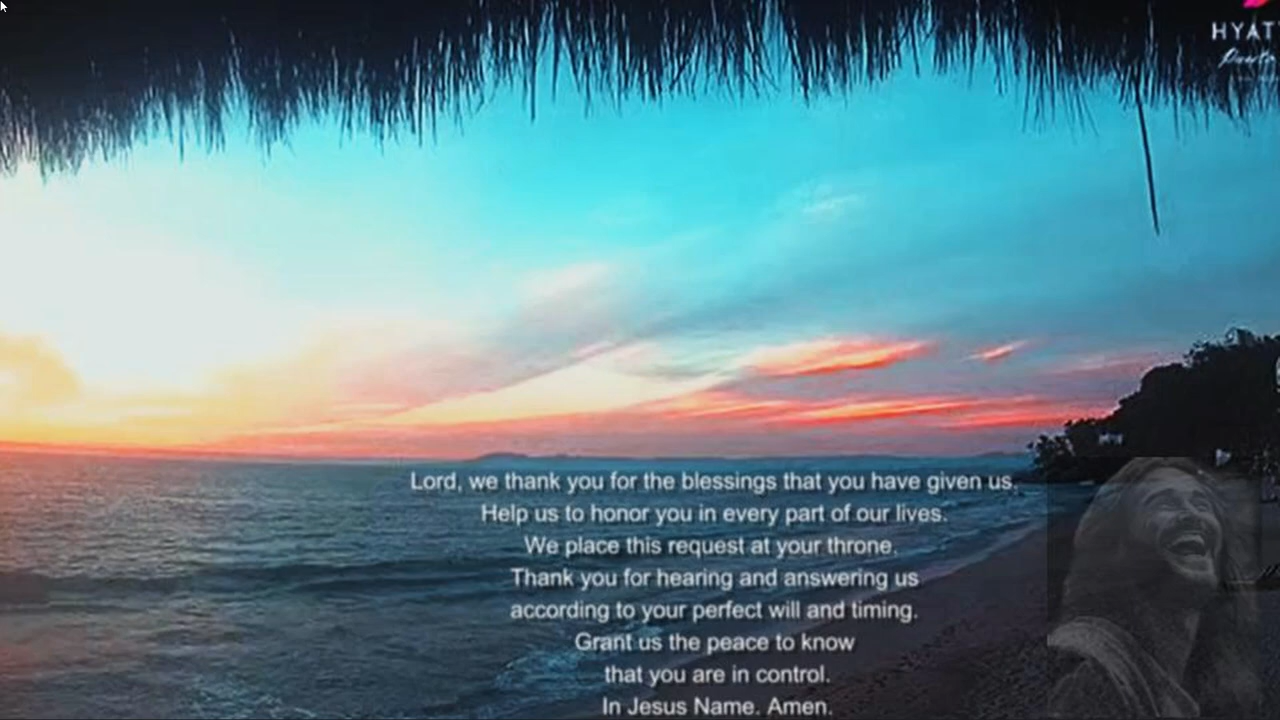 HYAT
Lord, we thank you for the blessings that you have given us.
Help us to honor you in every part of our lives.
We place this request at your throne.
Thank you for hearing and answering us
according to your perfect will and timing.
Grant us the peace to know
that you are in control.
In Jesus Name. Amen.